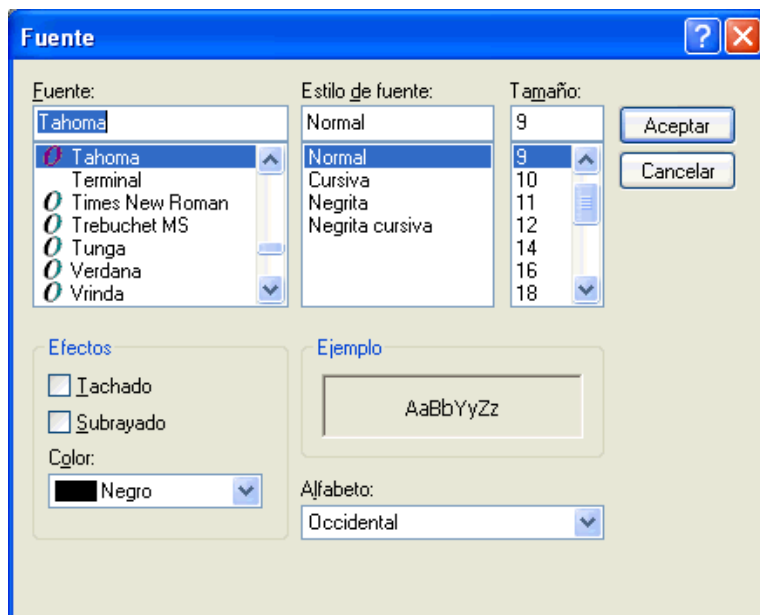 Fuente
Fuente:
Tahoma
Tahoma
Terminal
Times New Roman
Trebuchet MS
Tunga
Verdana
Vrinda
Estilo de fuente:
Normal
Normal
Cursiva
Negrita
Negrita cursiva
Tamaño:
9
9
10
11
12
14
16
18
Aceptar
Cancelar
Efectos
Tachado
Subrayado
Color:
Negro
Ejemplo
AaBbYyZz
Alfabeto:
Occidental